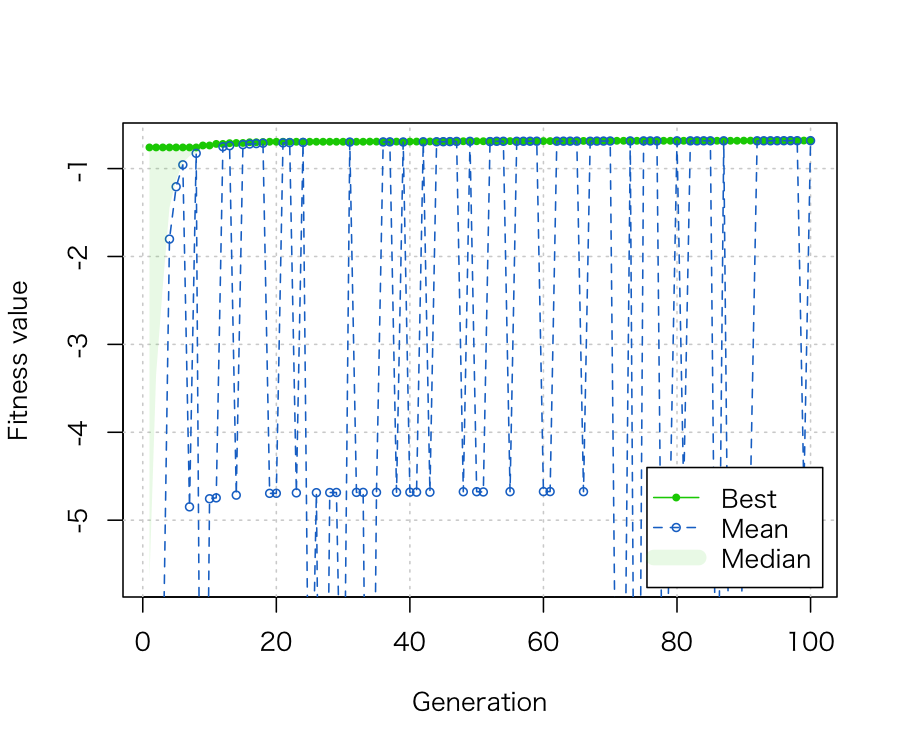 -1
-2
-3
-4
-5
Fitness value
Best
Mean
Median
0 20 40 60 80 100
Generation